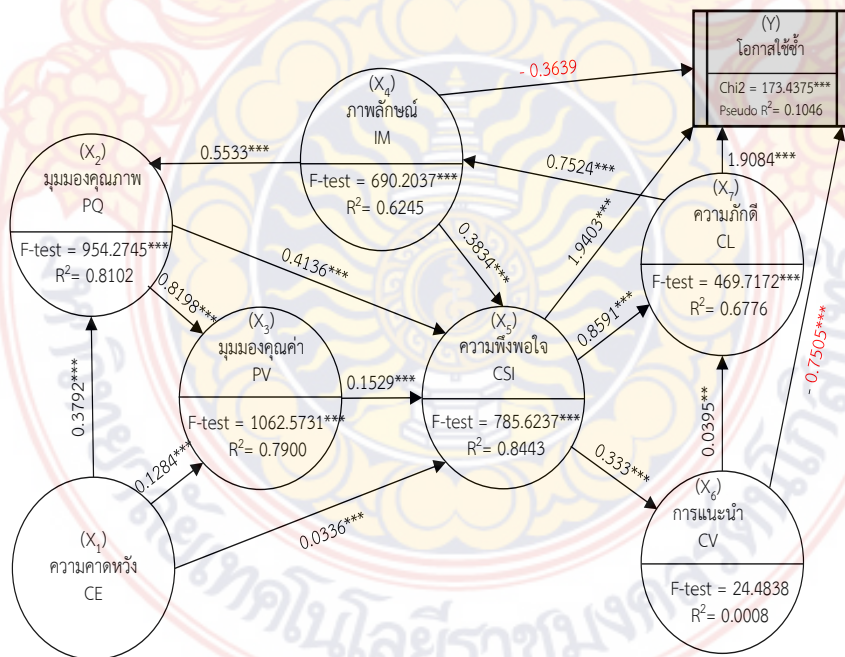 (Y)
โอกาสใช้ซ้ำ
Chi2 = 173.4375***
Pseudo R²= 0.1046
- 0.3639
(X₄)
ภาพลักษณ์
IM
F-test = 690.2037***
R²= 0.6245
0.5533***
0.7524***
1.9084***
(X₂)
มุมมองคุณภาพ
PQ
F-test = 954.2745***
R²= 0.8102
(X₇)
ความภักดี
CL
F-test = 469.7172***
R²= 0.6776
0.4136***
0.3834***
1.9403***
0.8198***
0.8591***
- 0.7505***
(X₃)
มุมมองคุณค่า
PV
F-test = 1062.5731***
R²= 0.7900
0.1529***
(X₅)
ความพึงพอใจ
CSI
F-test = 785.6237***
R²= 0.8443
0.3792***
0.1284***
0.0336***
0.333***
0.0395**
(X₁)
ความคาดหวัง
CE
(X₆)
การแนะนำ
CV
F-test = 24.4838
R²= 0.0008